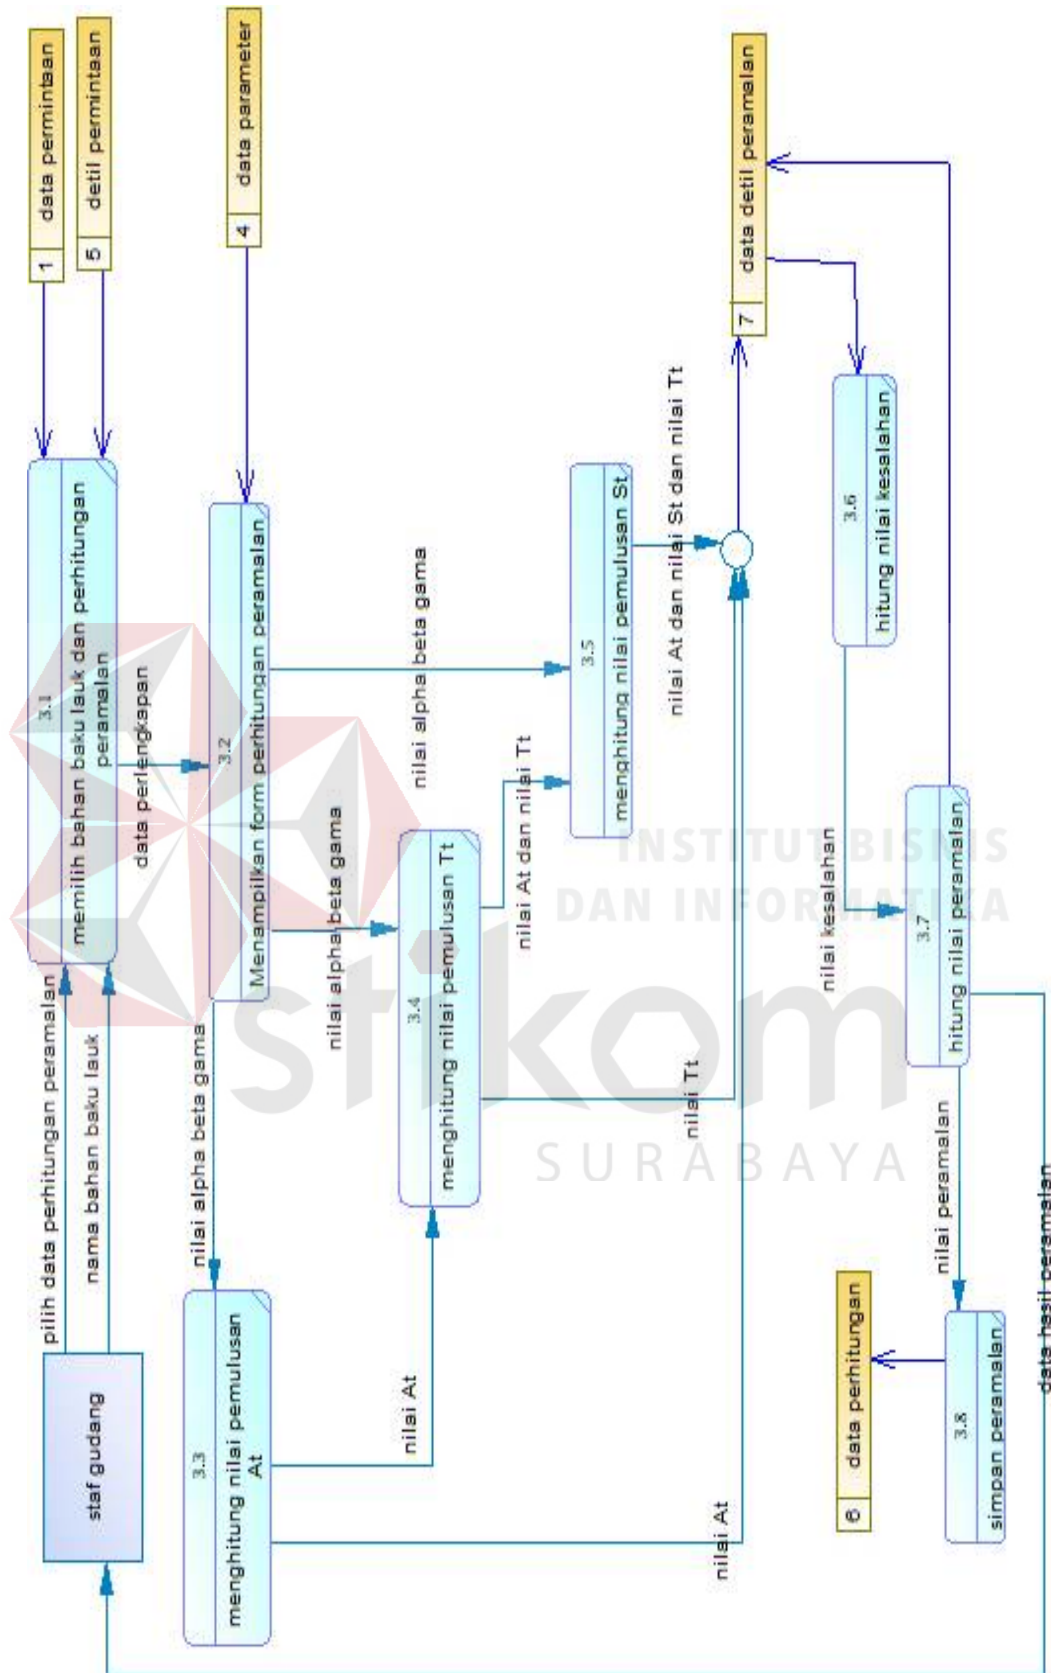 staf gudang
pilih data perhitungan peramalan
nama bahan baku lauk
3.1
memilih bahan baku lauk dan perhitungan
peramalan
1 data permintaan
5 detil permintaan
data perlengkapan
3.2
Menampilkan form perhitungan peramalan
4 data parameter
nilai alpha beta gama
nilai alpha beta gama
nilai alpha beta gama
3.3
menghitung nilai pemulusan
At
nilai At
3.4
menghitung nilai pemulusan Tt
nilai At dan nilai Tt
3.5
menghitung nilai pemulusan St
nilai At
nilai Tt
nilai At dan nilai St dan nilai Tt
7 data detil peramalan
3.6
hitung nilai kesalahan
nilai kesalahan
3.7
hitung nilai peramalan
nilai peramalan
6 data perhitungan
3.8
simpan peramalan
data hasil peramalan
INSTITUT BISNIS
DAN INFORMATIKA
stikom
SURABAYA